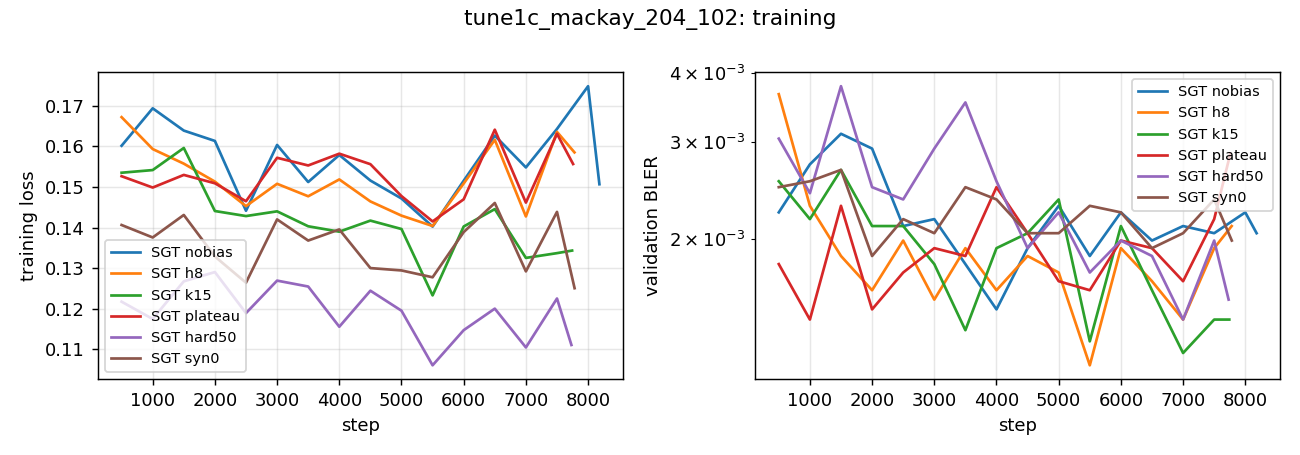 tune1c_mackay_204_102: training
training loss
0.17
0.16
0.15
0.14
0.13
0.12
0.11
SGT nobias
SGT h8
SGT k15
SGT plateau
SGT hard50
SGT syn0
1000 2000 3000 4000 5000 6000 7000 8000
step
validation BLER
4 × 10⁻³
3 × 10⁻³
2 × 10⁻³
SGT nobias
SGT h8
SGT k15
SGT plateau
SGT hard50
SGT syn0
1000 2000 3000 4000 5000 6000 7000 8000
step